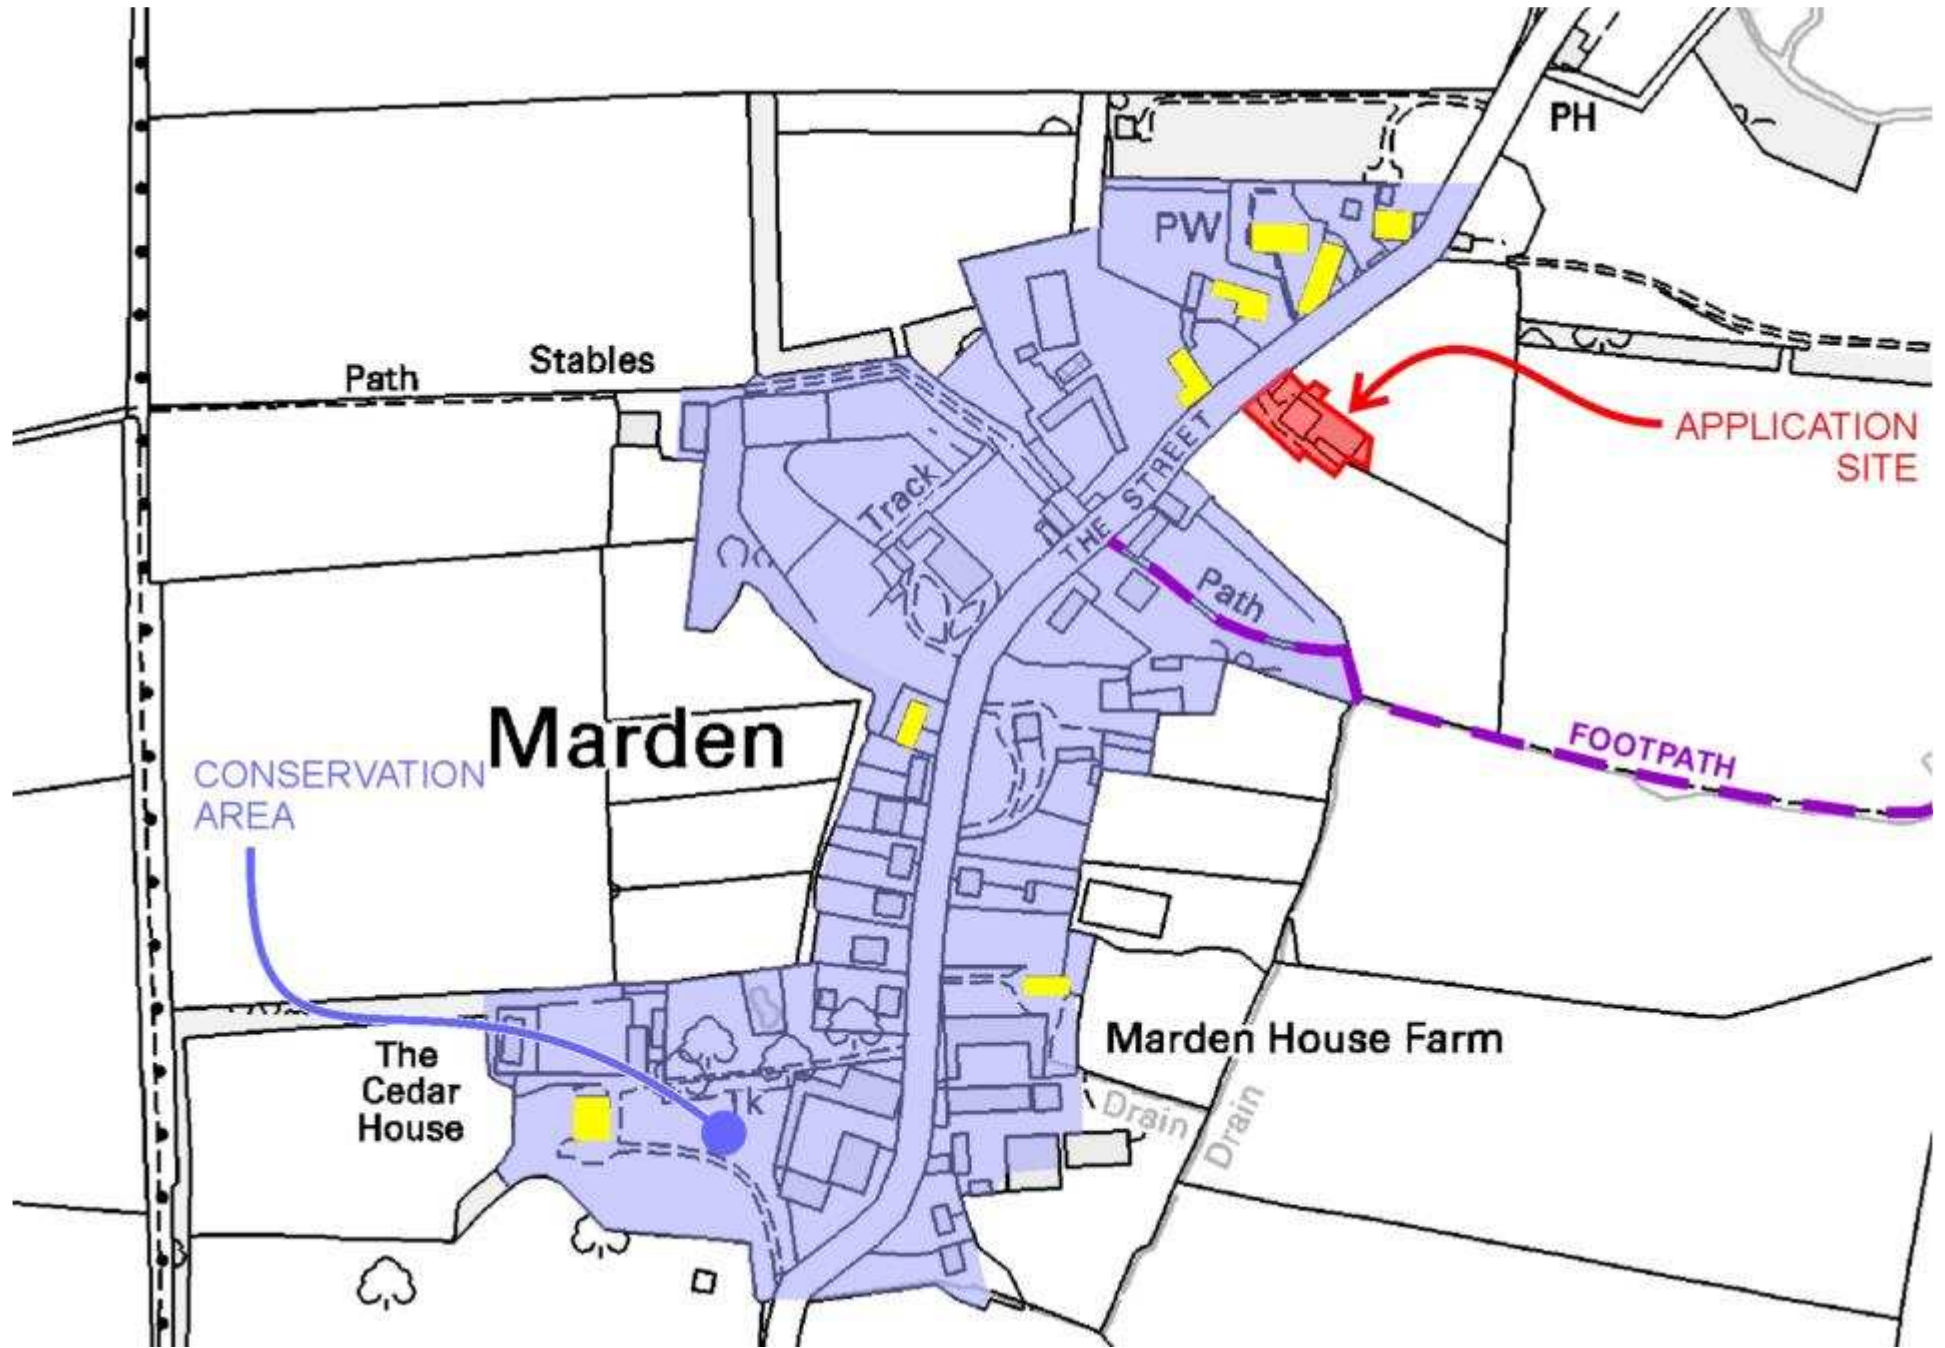 PH
PW
Path
Stables
APPLICATION
SITE
Track
THE STREET
Path
Marden
FOOTPATH
CONSERVATION
AREA
Marden House Farm
The
Cedar
House
Tk
Drain
Drain